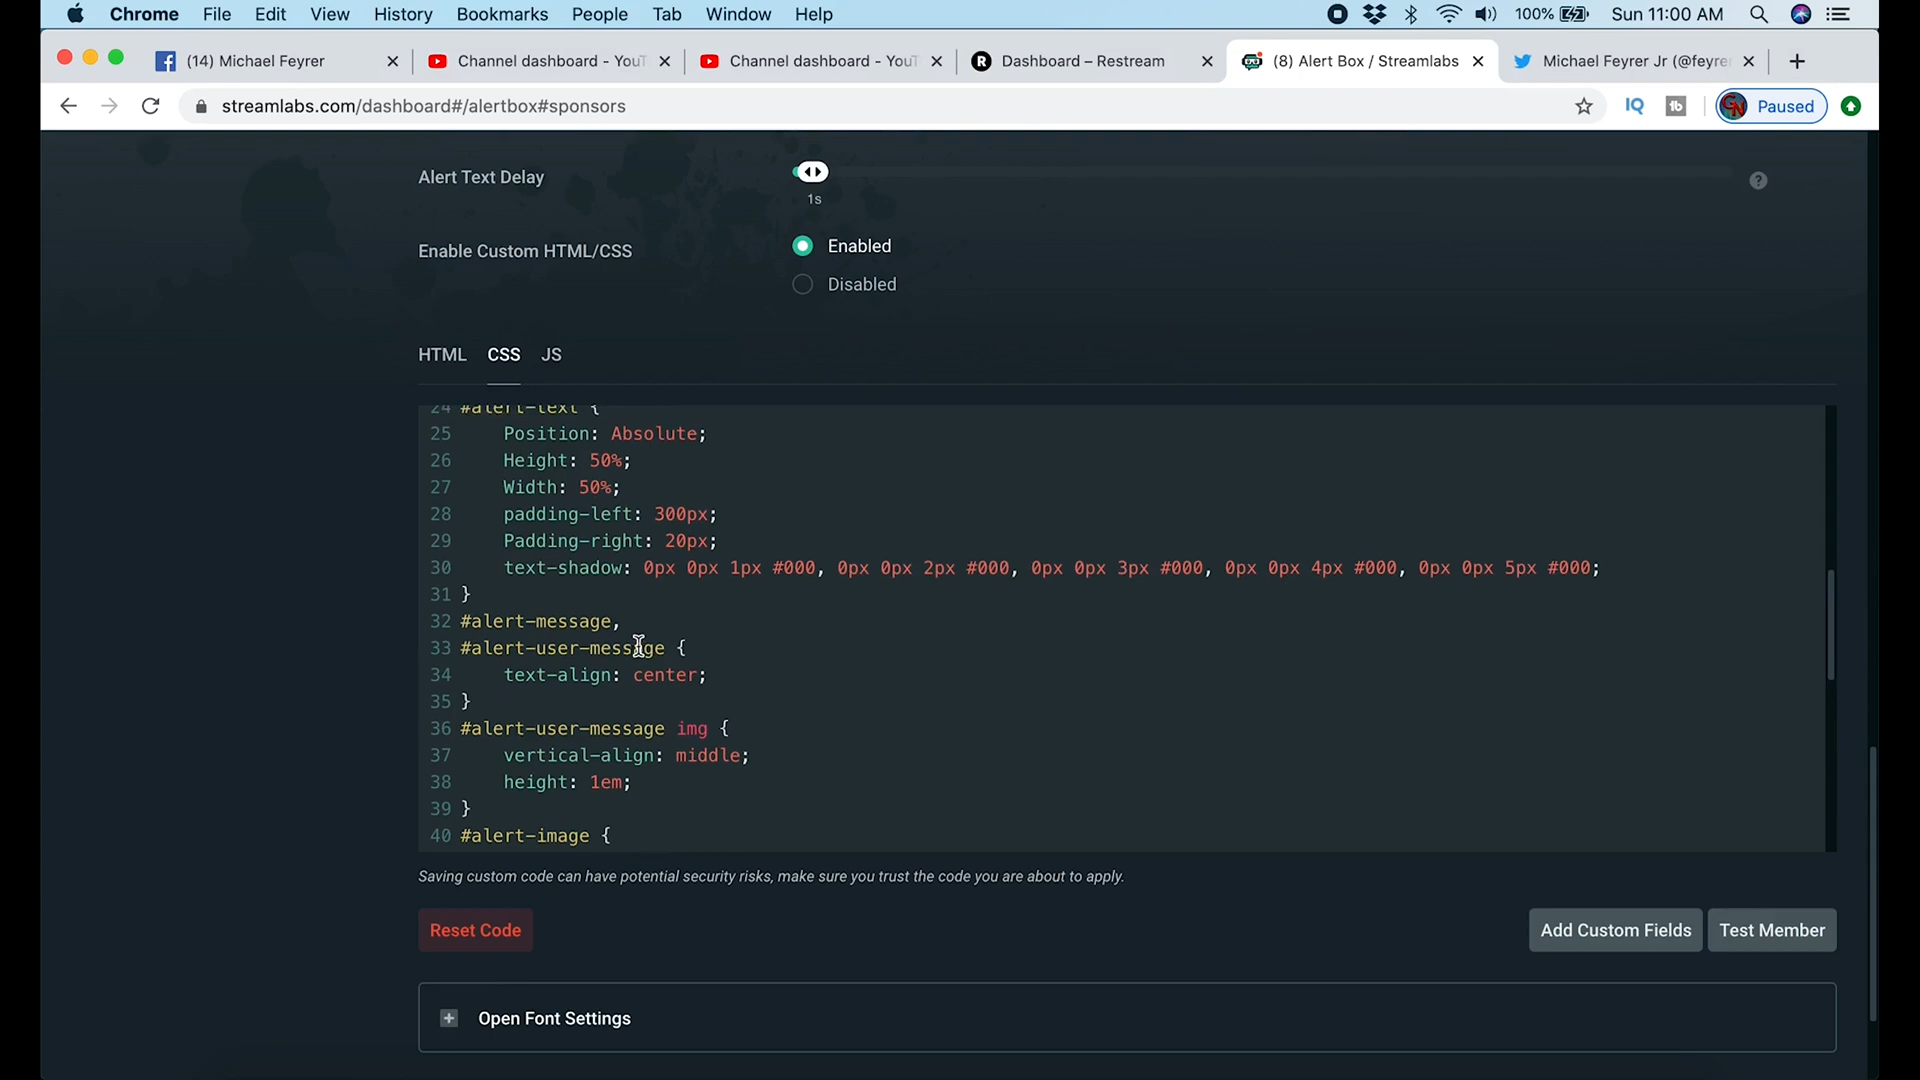 Chrome File Edit View History Bookmarks People Tab Window Help 100% Sun 11:00 AM
(14) Michael Feyrer Channel dashboard - YouT Channel dashboard - YouT Dashboard – Restream (8) Alert Box / Streamlabs Michael Feyrer Jr (@feyre
streamlabs.com/dashboard#/alertbox#sponsors IQ tb Paused
Alert Text Delay
1s
Enable Custom HTML/CSS Enabled
Disabled
HTML CSS JS
24 #alert-text {
25 Position: Absolute;
26 Height: 50%;
27 Width: 50%;
28 padding-left: 300px;
29 Padding-right: 20px;
30 text-shadow: 0px 0px 1px #000, 0px 0px 2px #000, 0px 0px 3px #000, 0px 0px 4px #000, 0px 0px 5px #000;
31 }
32 #alert-message,
33 #alert-user-message {
34 text-align: center;
35 }
36 #alert-user-message img {
37 vertical-align: middle;
38 height: 1em;
39 }
40 #alert-image {
Saving custom code can have potential security risks, make sure you trust the code you are about to apply.
Reset Code Add Custom Fields Test Member
Open Font Settings